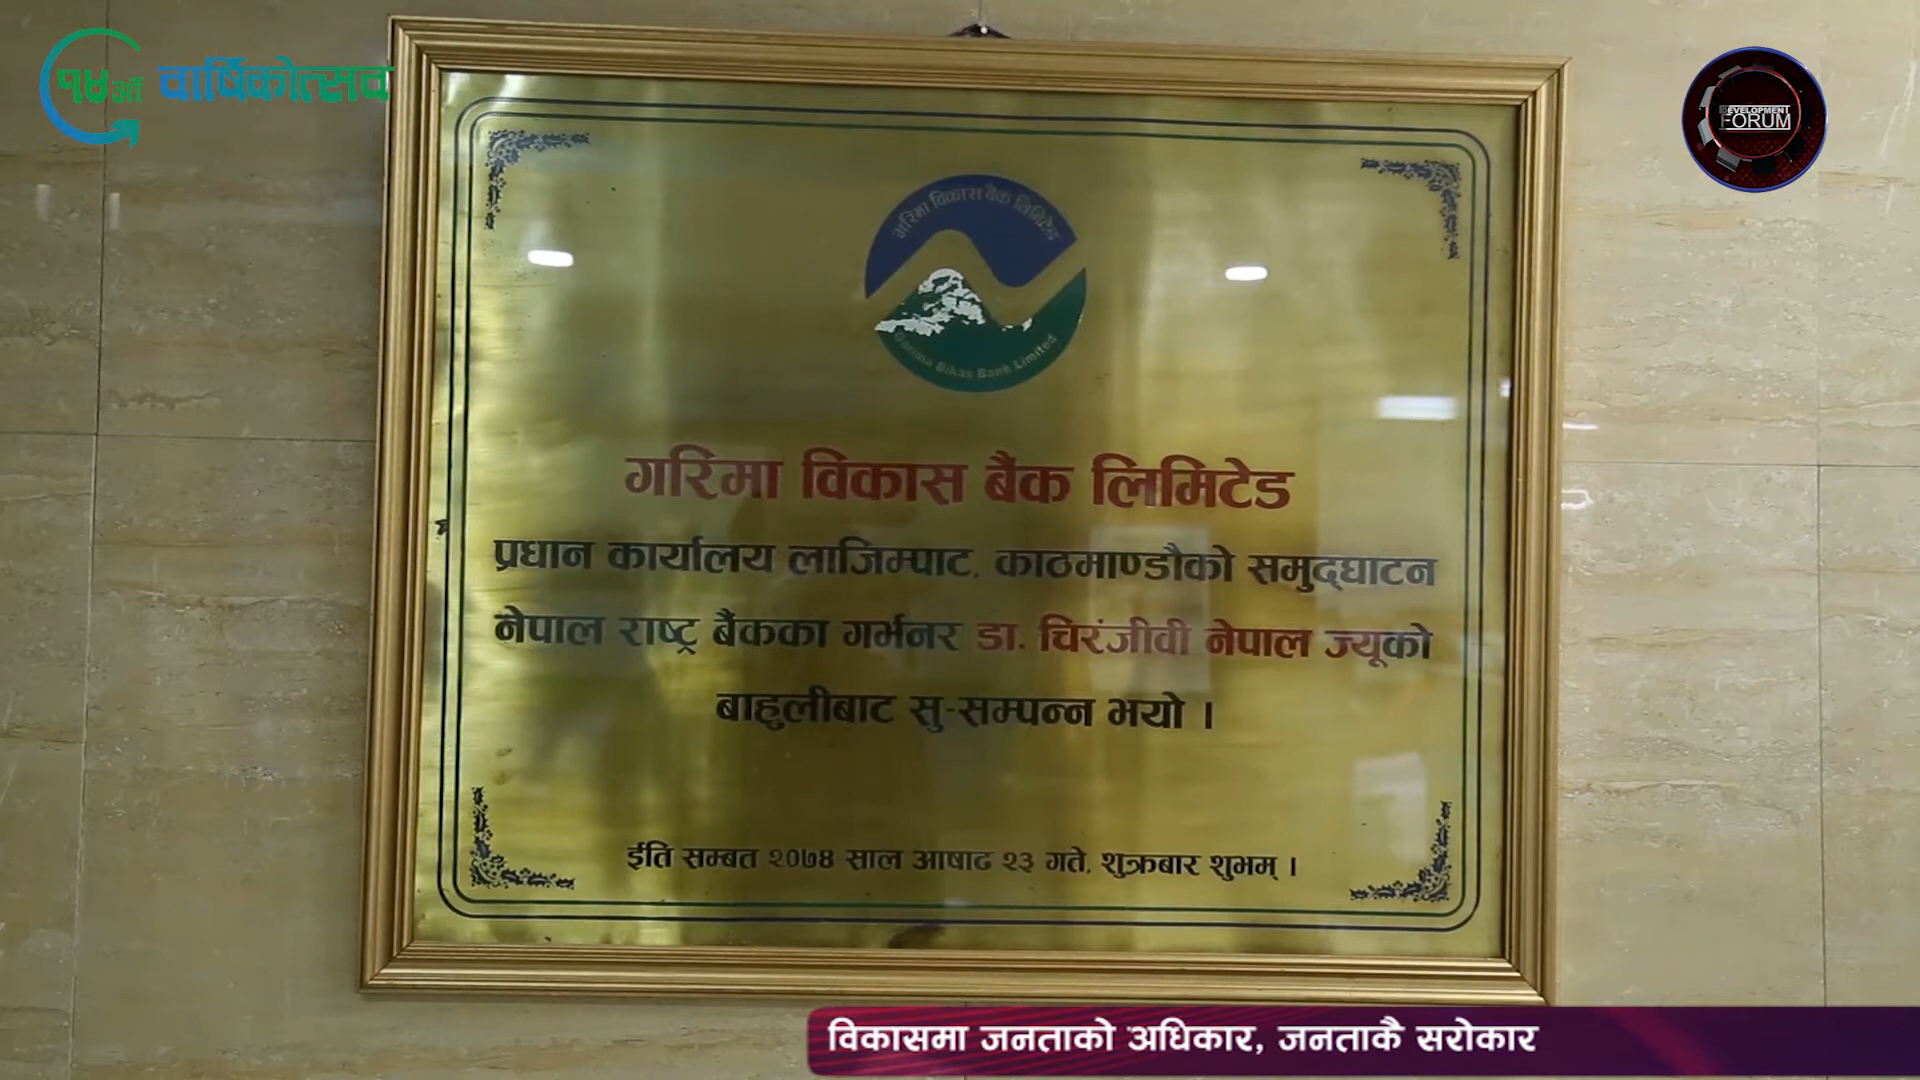 १४औं वार्षिकोत्सव
DEVELOPMENT
FORUM
गरिमा विकास बैंक लिमिटेड
Garima Bikas Bank Limited
गरिमा विकास बैंक लिमिटेड
प्रधान कार्यालय लाजिम्पाट, काठमाण्डौको समुद्घाटन
नेपाल राष्ट्र बैंकका गर्भनर डा. चिरंजीवी नेपाल ज्यूको
बाहुलीबाट सु-सम्पन्न भयो ।
ईति सम्बत २०७४ साल आषाढ २३ गते, शुक्रबार शुभम् ।
विकासमा जनताको अधिकार, जनताकै सरोकार